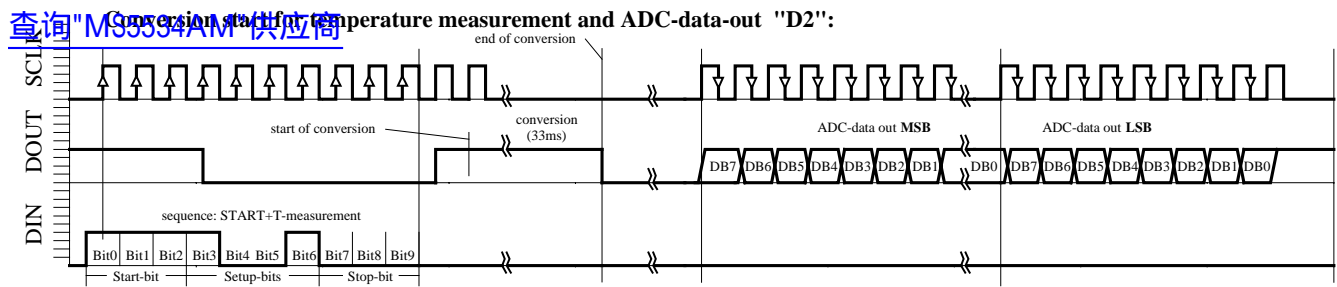 查询"MS5534AM"供应商
Conversion start for temperature measurement and ADC-data-out "D2":
end of conversion
SCLK
start of conversion
conversion
(33ms)
ADC-data out MSB
ADC-data out LSB
DOUT
DB7 DB6 DB5 DB4 DB3 DB2 DB1 DB0 DB7 DB6 DB5 DB4 DB3 DB2 DB1 DB0
sequence: START+T-measurement
DIN
Bit0 Bit1 Bit2 Bit3 Bit4 Bit5 Bit6 Bit7 Bit8 Bit9
Start-bit Setup-bits Stop-bit